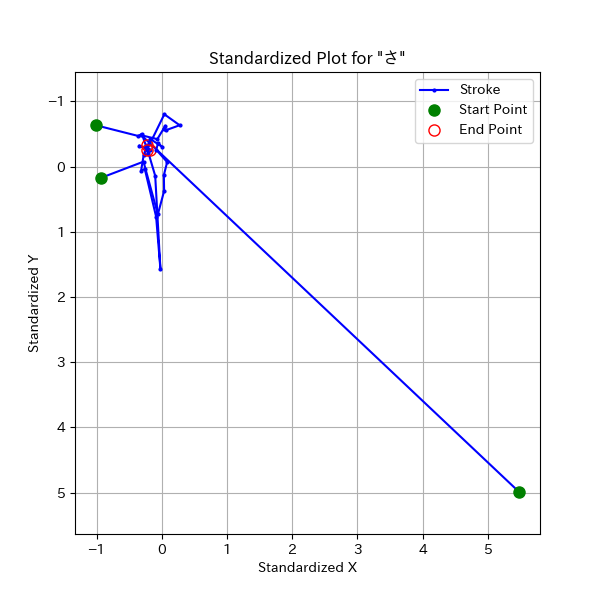 Standardized Plot for "さ"
Stroke
Start Point
End Point
−1
0
1
2
3
4
5
Standardized Y
−1 0 1 2 3 4 5
Standardized X